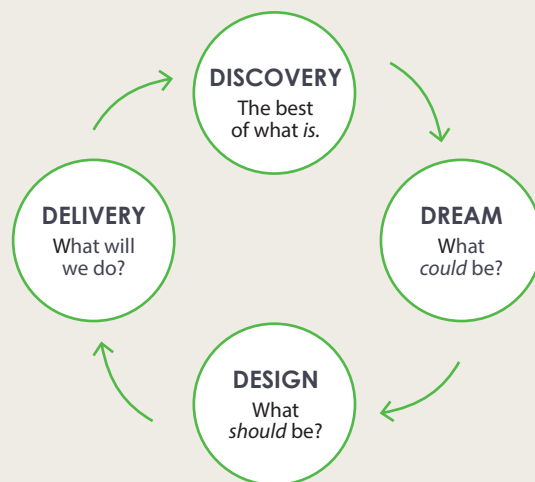 DISCOVERY
The best
of what is.
DREAM
What
could be?
DESIGN
What
should be?
DELIVERY
What will
we do?